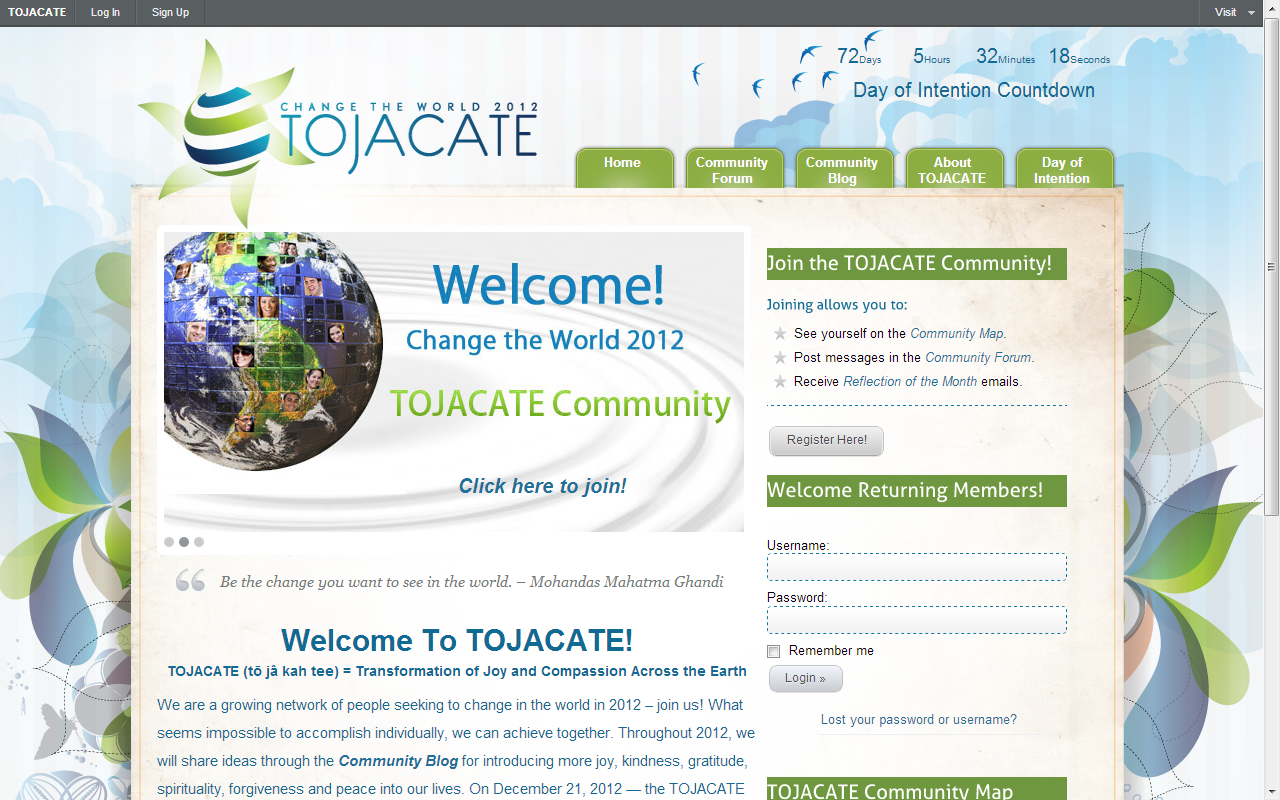 TOJACATE Log In Sign Up Visit
72Days 5Hours 32Minutes 18Seconds
Day of Intention Countdown
CHANGE THE WORLD 2012
TOJACATE
Home
Community Forum
Community Blog
About TOJACATE
Day of Intention
Welcome!
Change the World 2012
TOJACATE Community
Click here to join!
Be the change you want to see in the world. – Mohandas Mahatma Ghandi
Welcome To TOJACATE!
TOJACATE (tō jâ kah tee) = Transformation of Joy and Compassion Across the Earth
We are a growing network of people seeking to change in the world in 2012 – join us! What
seems impossible to accomplish individually, we can achieve together. Throughout 2012, we
will share ideas through the Community Blog for introducing more joy, kindness, gratitude,
spirituality, forgiveness and peace into our lives. On December 21, 2012 — the TOJACATE
Join the TOJACATE Community!
Joining allows you to:
See yourself on the Community Map.
Post messages in the Community Forum.
Receive Reflection of the Month emails.
Register Here!
Welcome Returning Members!
Username:
Password:
Remember me
Login »
Lost your password or username?
TOJACATE Community Map